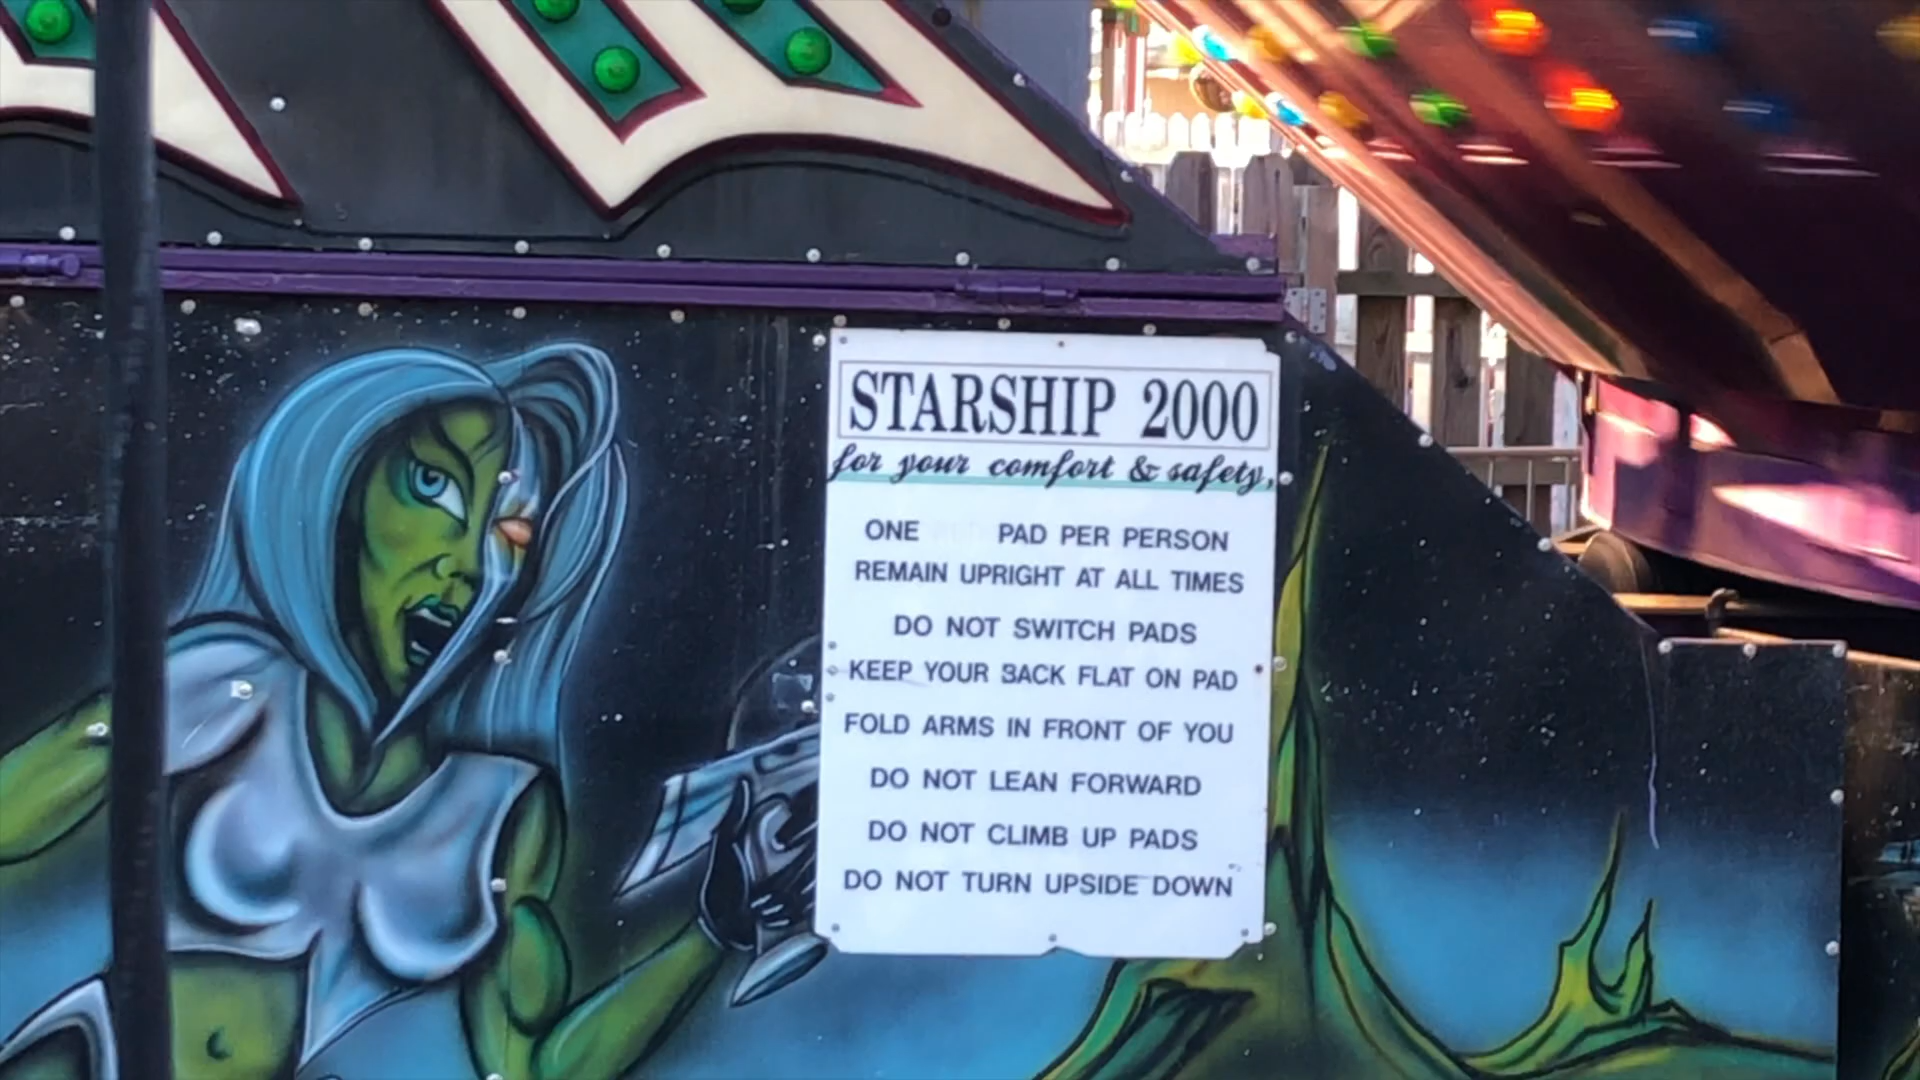 STARSHIP 2000
for your comfort & safety,
ONE PAD PER PERSON
REMAIN UPRIGHT AT ALL TIMES
DO NOT SWITCH PADS
KEEP YOUR BACK FLAT ON PAD
FOLD ARMS IN FRONT OF YOU
DO NOT LEAN FORWARD
DO NOT CLIMB UP PADS
DO NOT TURN UPSIDE DOWN